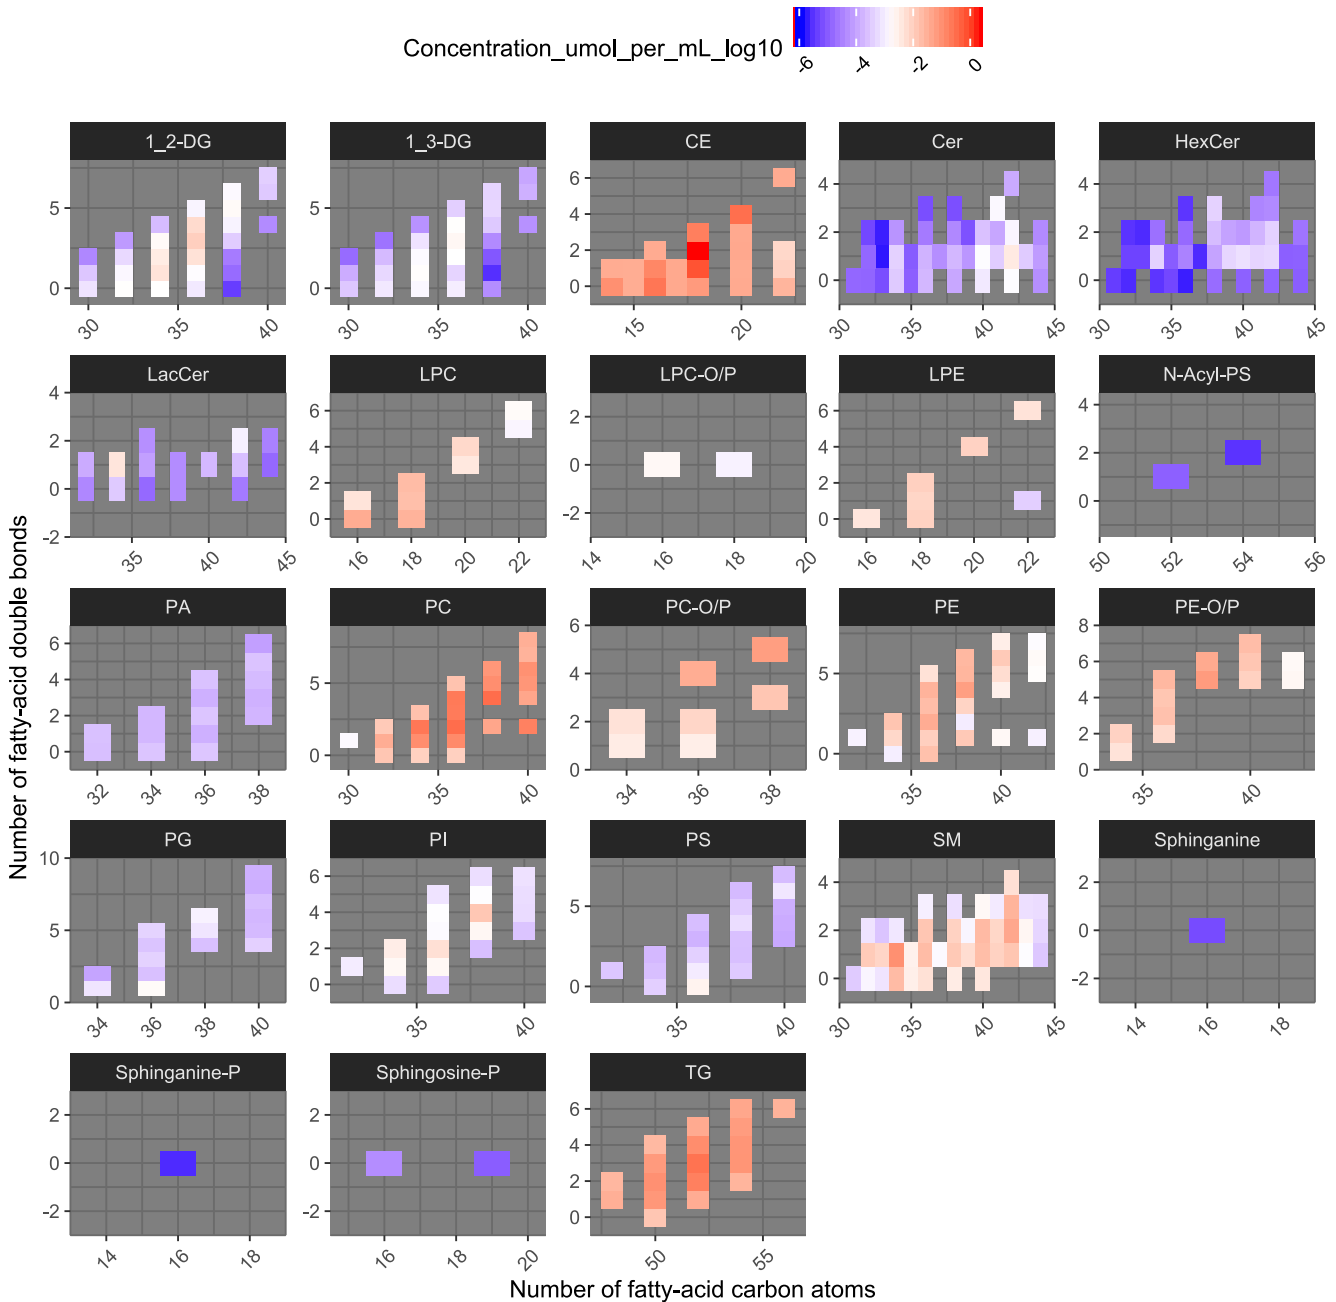 Concentration_umol_per_mL_log10
-6 -4 -2 0
1_2-DG 1_3-DG CE Cer HexCer
5 0 5 0 6 4 2 0 4 2 0 4 2 0
30 35 40 30 35 40 15 20 30 35 40 45 30 35 40 45
LacCer LPC LPC-O/P LPE N-Acyl-PS
4 2 0 -2 6 4 2 0 2 0 -2 6 4 2 0 4 2 0
35 40 45 16 18 20 22 14 16 18 20 16 18 20 22 50 52 54 56
Number of fatty-acid double bonds
PA PC PC-O/P PE PE-O/P
6 4 2 0 5 0 6 4 2 0 5 0 8 6 4 2 0
32 34 36 38 30 35 40 34 36 38 35 40 35 40
PG PI PS SM Sphinganine
10 5 0 6 4 2 0 5 0 4 2 0 2 0 -2
34 36 38 40 35 40 35 40 30 35 40 45 14 16 18
Sphinganine-P Sphingosine-P TG
2 0 -2 2 0 -2 6 4 2 0
14 16 18 16 18 20 50 55
Number of fatty-acid carbon atoms